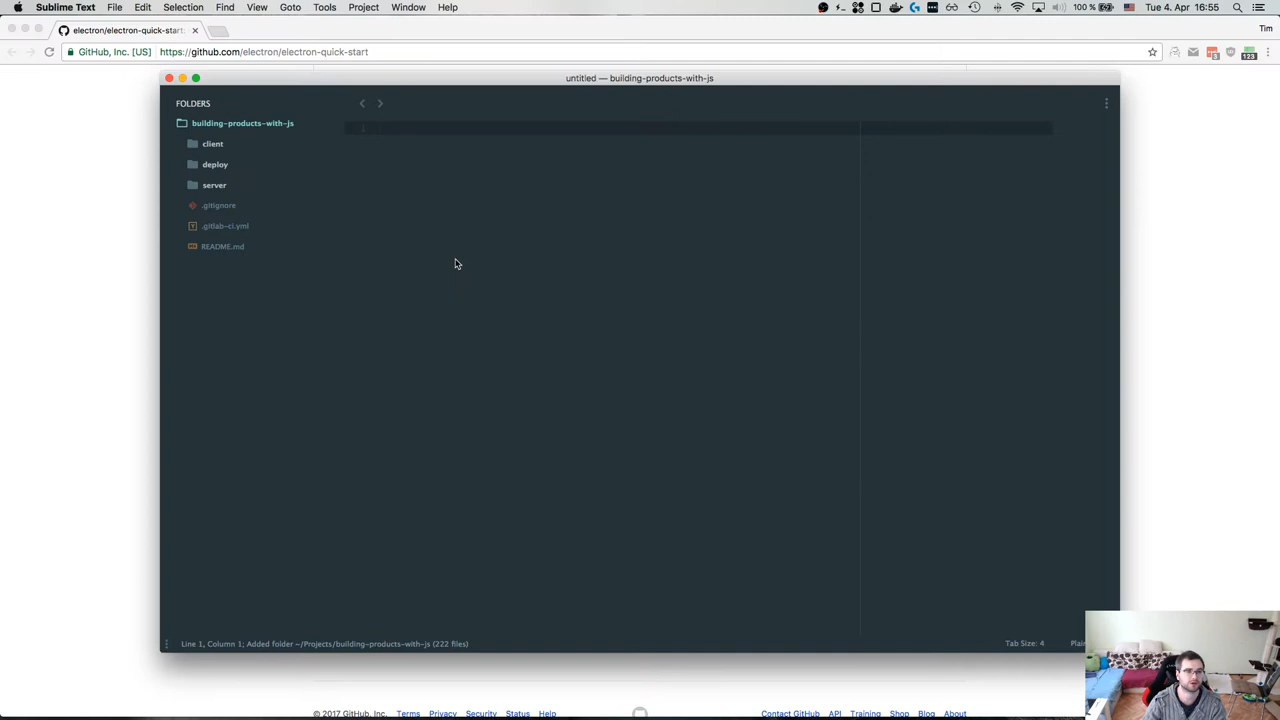 Sublime Text File Edit Selection Find View Goto Tools Project Window Help 100 % Tue 4. Apr 16:55
electron/electron-quick-start: Tim
GitHub, Inc. [US] https://github.com/electron/electron-quick-start 3 123
untitled — building-products-with-js
FOLDERS
building-products-with-js
1
client
deploy
server
.gitignore
.gitlab-ci.yml
README.md
Line 1, Column 1; Added folder ~/Projects/building-products-with-js (222 files) Tab Size: 4
© 2017 GitHub, Inc. Terms Privacy Security Status Help Contact GitHub API Training Shop Blog About